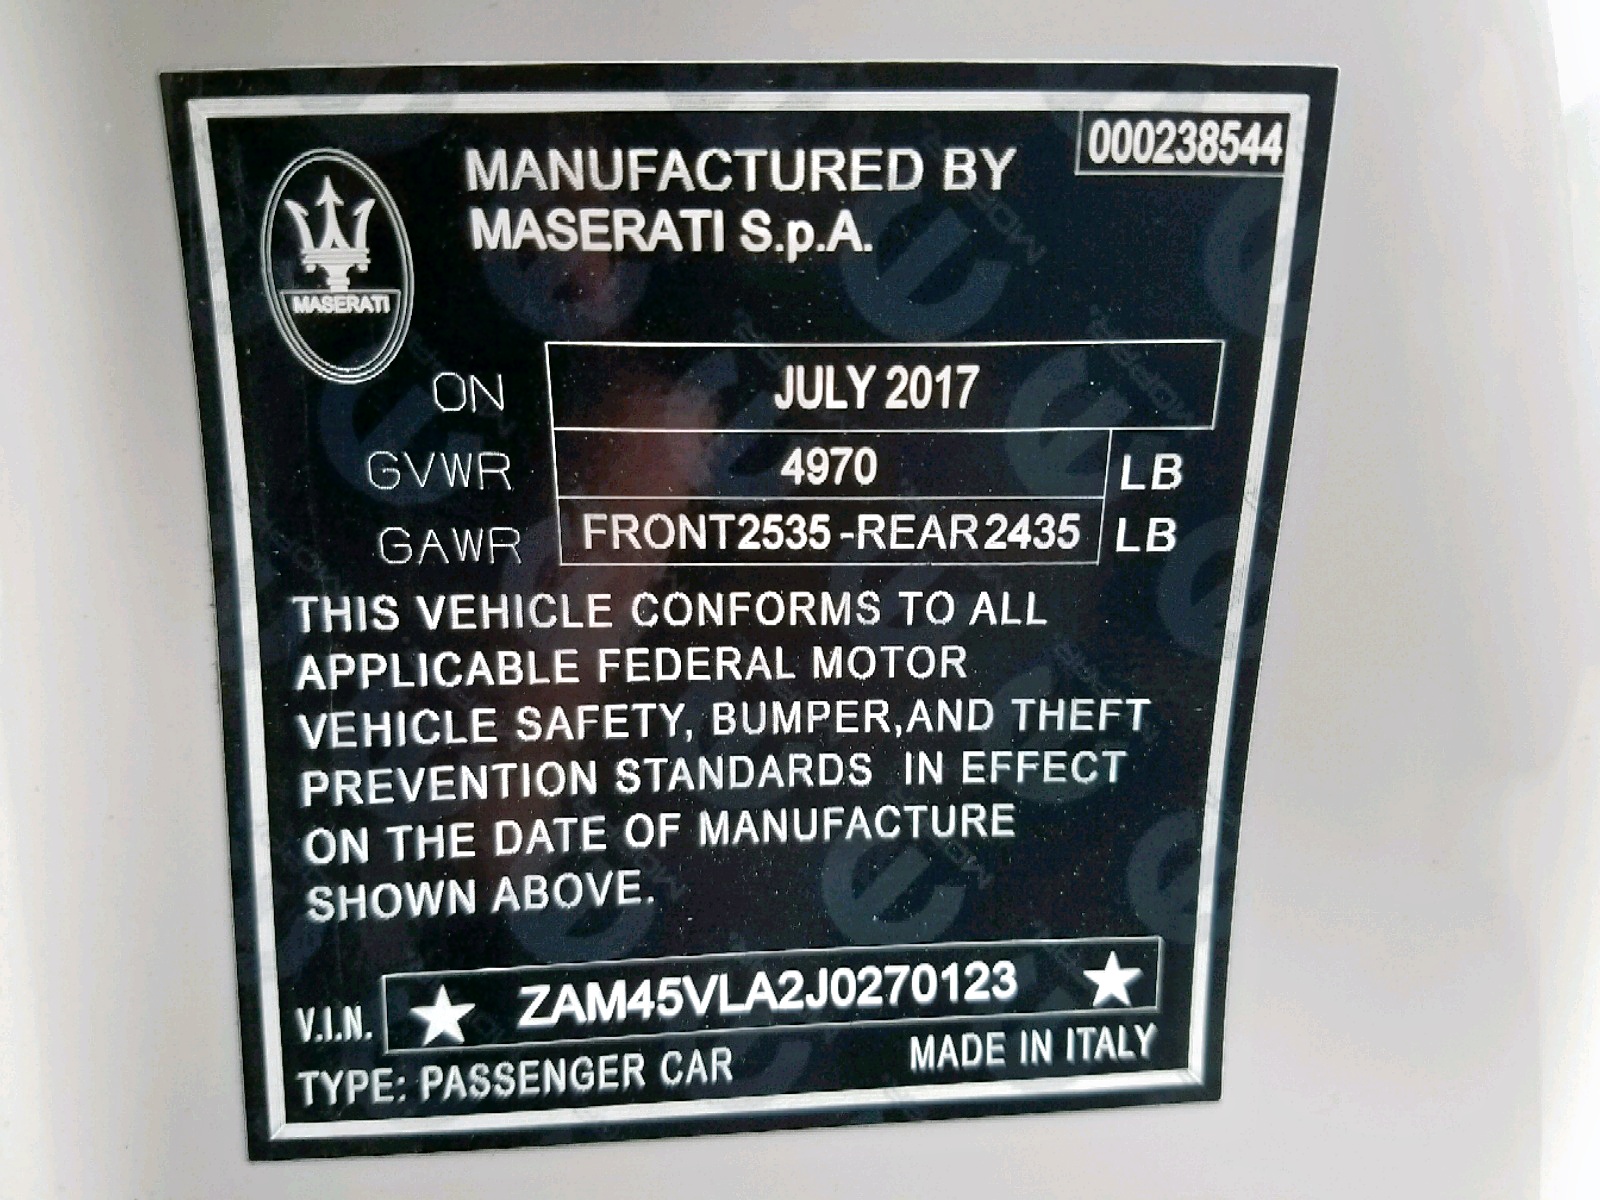 000238544
MANUFACTURED BY
MASERATI S.p.A.
MASERATI
ON JULY 2017
GVWR 4970 LB
GAWR FRONT2535-REAR2435 LB
THIS VEHICLE CONFORMS TO ALL
APPLICABLE FEDERAL MOTOR
VEHICLE SAFETY, BUMPER,AND THEFT
PREVENTION STANDARDS IN EFFECT
ON THE DATE OF MANUFACTURE
SHOWN ABOVE.
V.I.N. ★ ZAM45VLA2J0270123 ★
TYPE: PASSENGER CAR MADE IN ITALY